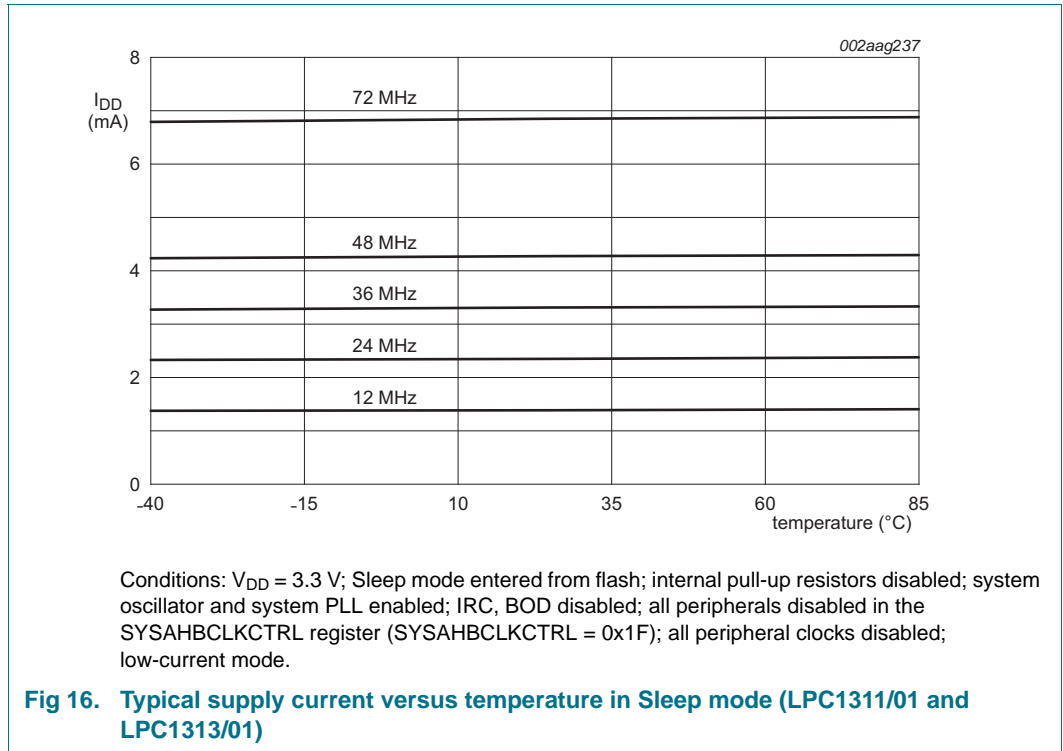 002aag237
8
I_DD
(mA)
72 MHz
6
48 MHz
4
36 MHz
24 MHz
2
12 MHz
0
-40 -15 10 35 60 85
temperature (°C)
Conditions: V_DD = 3.3 V; Sleep mode entered from flash; internal pull-up resistors disabled; system
oscillator and system PLL enabled; IRC, BOD disabled; all peripherals disabled in the
SYSAHBCLKCTRL register (SYSAHBCLKCTRL = 0x1F); all peripheral clocks disabled;
low-current mode.
Fig 16. Typical supply current versus temperature in Sleep mode (LPC1311/01 and
LPC1313/01)